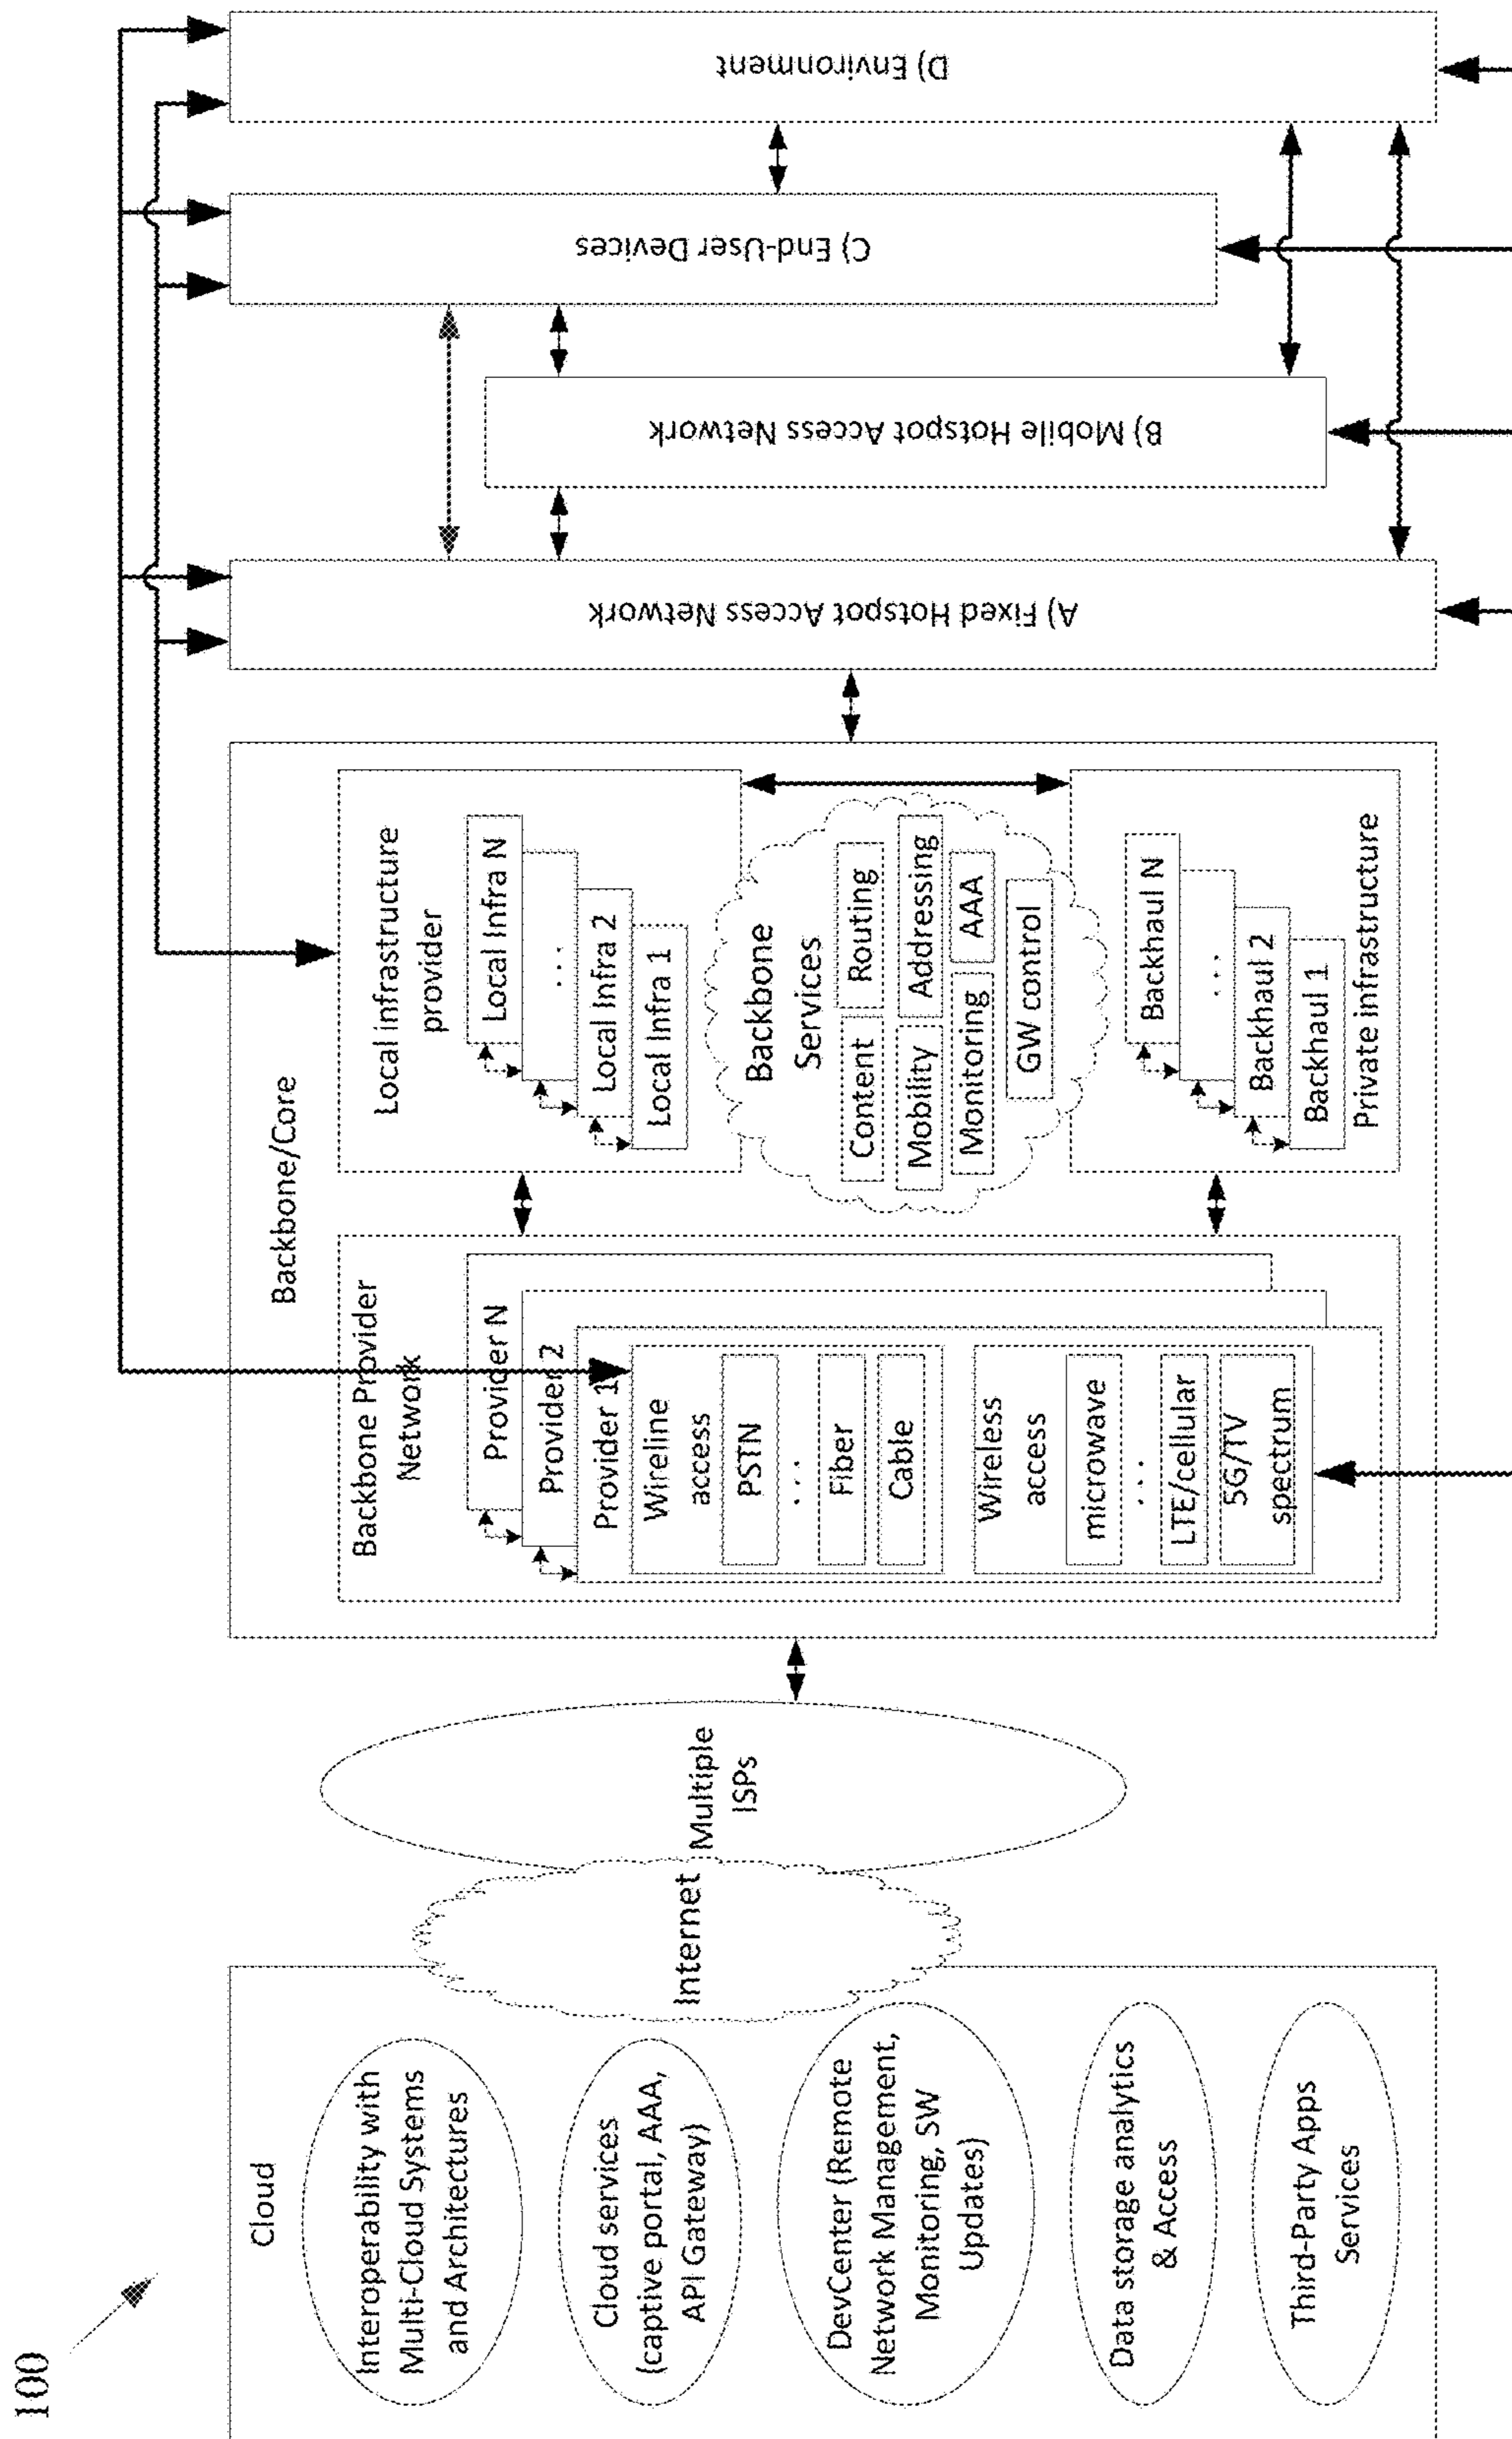 100
Cloud
Interoperability with
Multi-Cloud Systems
and Architectures
Cloud services
(captive portal, AAA,
API Gateway)
DevCenter (Remote
Network Management,
Monitoring, SW
Updates)
Data storage analytics
& Access
Third-Party Apps
Services
Internet
Multiple
ISPs
Backbone/Core
Backbone Provider
Network
Provider N
Provider 2
Provider 1
Wireline
access
PSTN
...
Fiber
Cable
Wireless
access
microwave
...
LTE/cellular
5G/TV
spectrum
Local infrastructure
provider
Local Infra N
...
Local Infra 2
Local Infra 1
Backbone
Services
Content
Routing
Mobility
Addressing
Monitoring
AAA
GW control
Backhaul N
...
Backhaul 2
Backhaul 1
Private infrastructure
A) Fixed Hotspot Access Network
B) Mobile Hotspot Access Network
C) End-User Devices
D) Environment